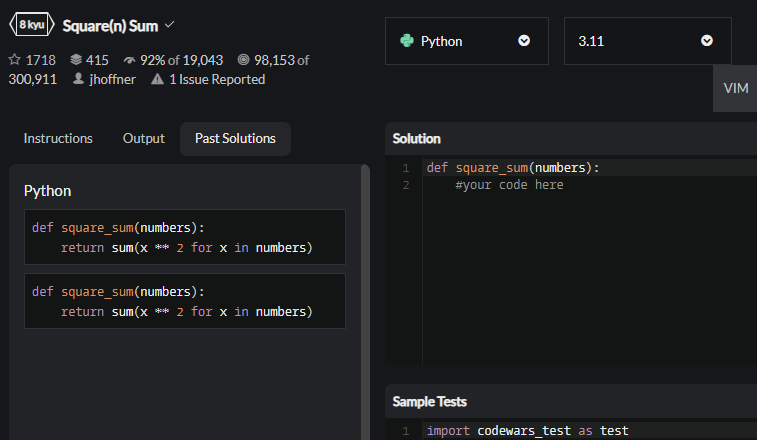 8 kyu Square(n) Sum
1718 415 92% of 19,043 98,153 of
300,911 jhoffner 1 Issue Reported
Python 3.11
VIM
Instructions Output Past Solutions
Python
def square_sum(numbers):
    return sum(x ** 2 for x in numbers)
def square_sum(numbers):
    return sum(x ** 2 for x in numbers)
Solution
1 def square_sum(numbers):
2     #your code here
Sample Tests
1 import codewars_test as test